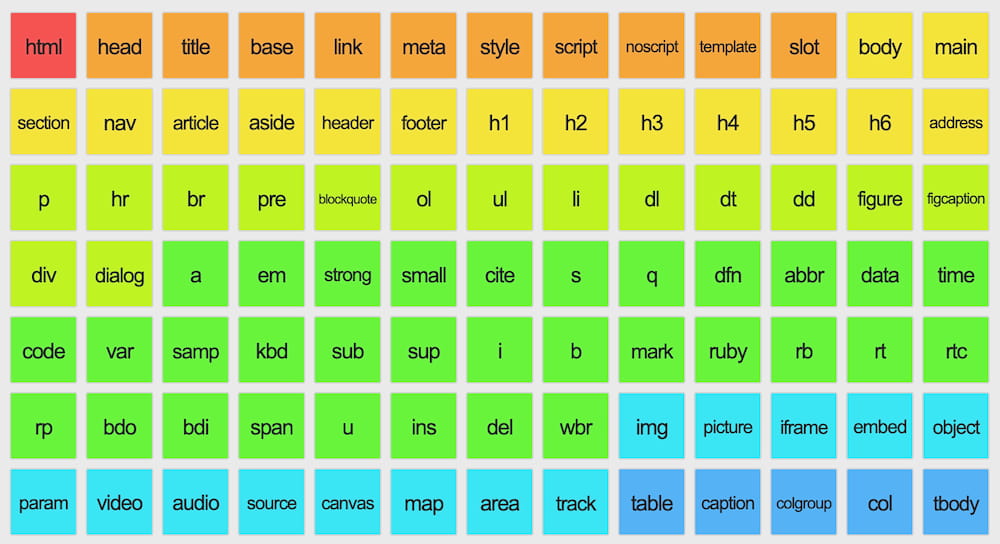 html head title base link meta style script noscript template slot body main
section nav article aside header footer h1 h2 h3 h4 h5 h6 address
p hr br pre blockquote ol ul li dl dt dd figure figcaption
div dialog a em strong small cite s q dfn abbr data time
code var samp kbd sub sup i b mark ruby rb rt rtc
rp bdo bdi span u ins del wbr img picture iframe embed object
param video audio source canvas map area track table caption colgroup col tbody